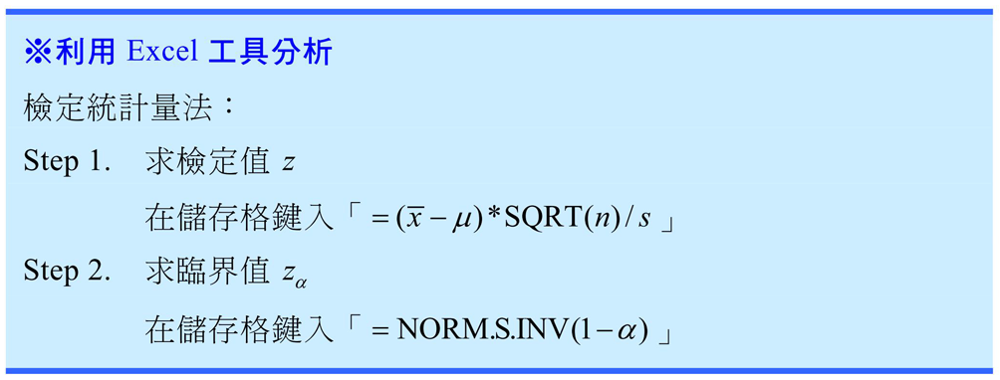 ※利用 Excel 工具分析
檢定統計量法：
Step 1. 求檢定值 z
在儲存格鍵入「= (x̅ − μ)*SQRT(n) / s」
Step 2. 求臨界值 zα
在儲存格鍵入「= NORM.S.INV(1−α)」